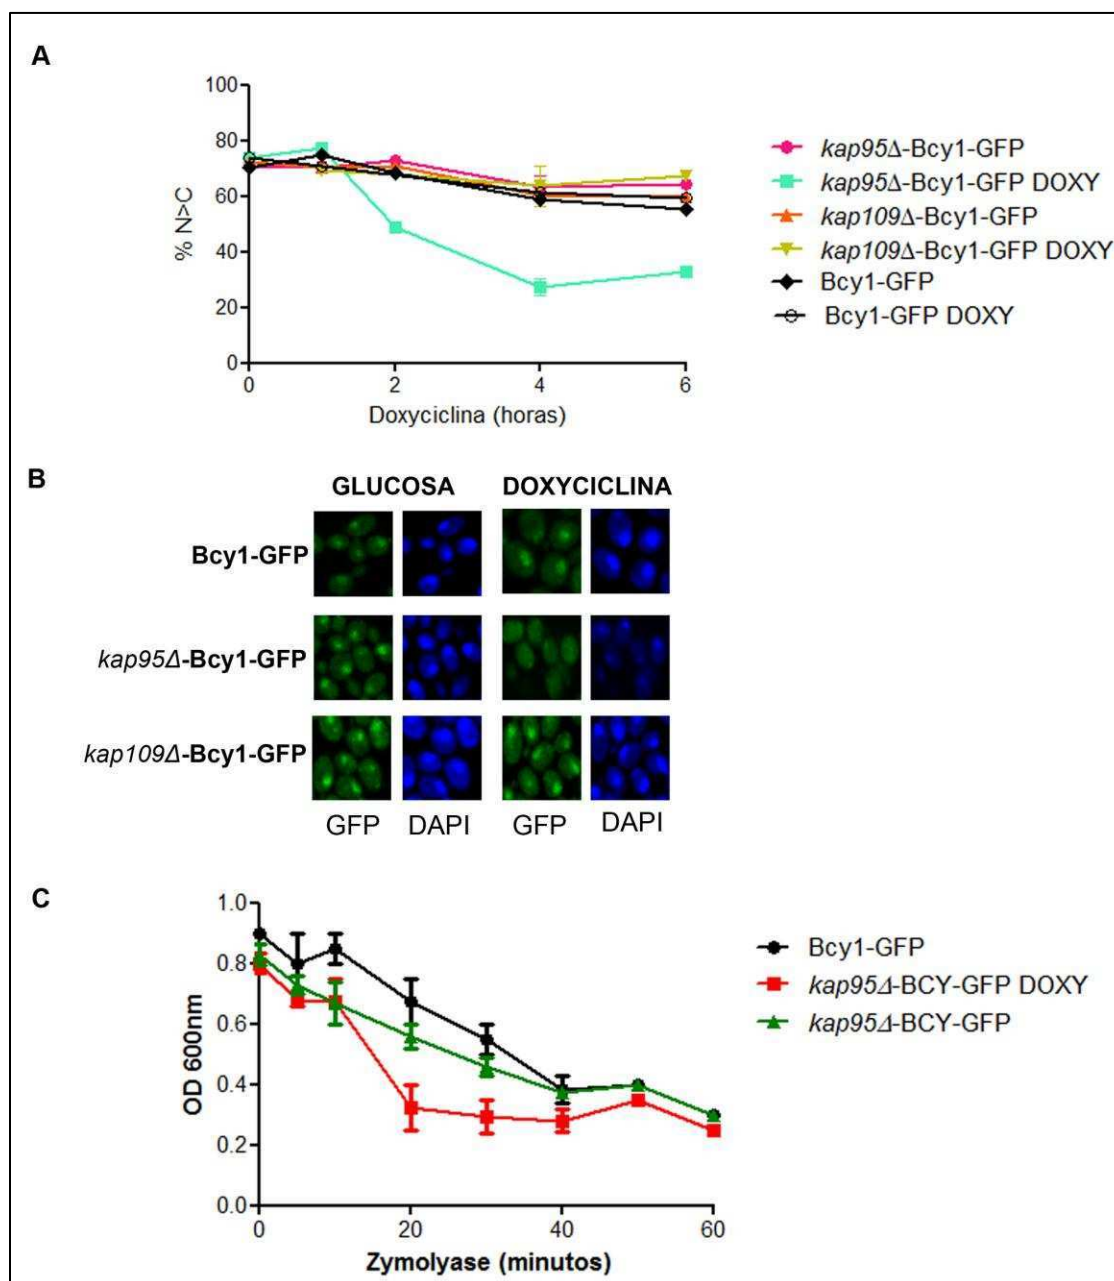 A
100
80
60
40
20
0
% N>C
0 2 4 6
Doxyciclina (horas)
kap95Δ-Bcy1-GFP
kap95Δ-Bcy1-GFP DOXY
kap109Δ-Bcy1-GFP
kap109Δ-Bcy1-GFP DOXY
Bcy1-GFP
Bcy1-GFP DOXY
B
GLUCOSA DOXYCICLINA
Bcy1-GFP
kap95Δ-Bcy1-GFP
kap109Δ-Bcy1-GFP
GFP DAPI GFP DAPI
C
1.0
0.8
0.6
0.4
0.2
0.0
OD 600nm
0 20 40 60
Zymolyase (minutos)
Bcy1-GFP
kap95Δ-BCY-GFP DOXY
kap95Δ-BCY-GFP